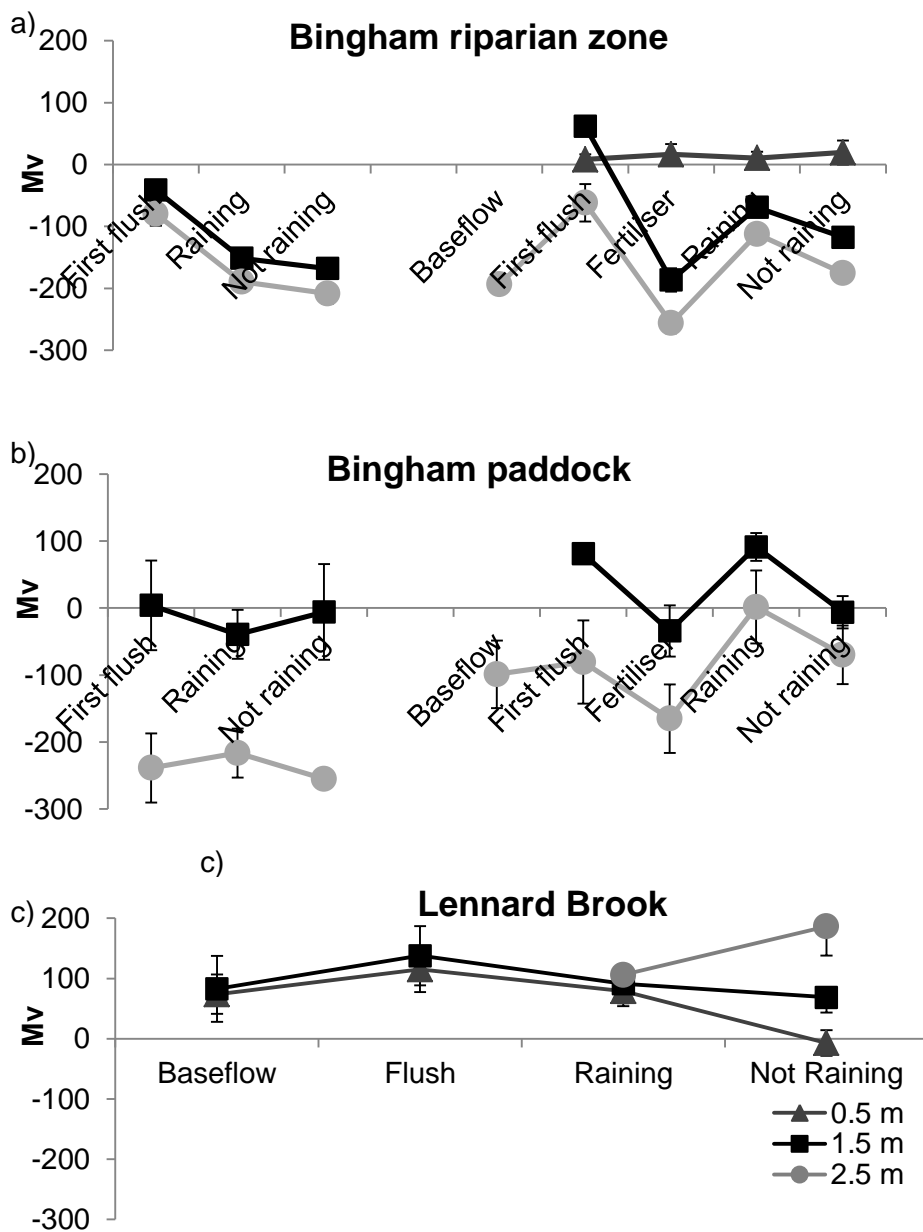 a)
Bingham riparian zone
200
100
0
-100
-200
-300
Mv
First flush
Raining
Not raining
Baseflow
First flush
Fertiliser
Raining
Not raining
b)
Bingham paddock
200
100
0
-100
-200
-300
Mv
First flush
Raining
Not raining
Baseflow
First flush
Fertiliser
Raining
Not raining
c)
c)
Lennard Brook
200
100
0
-100
-200
-300
Mv
Baseflow Flush Raining Not Raining
0.5 m
1.5 m
2.5 m